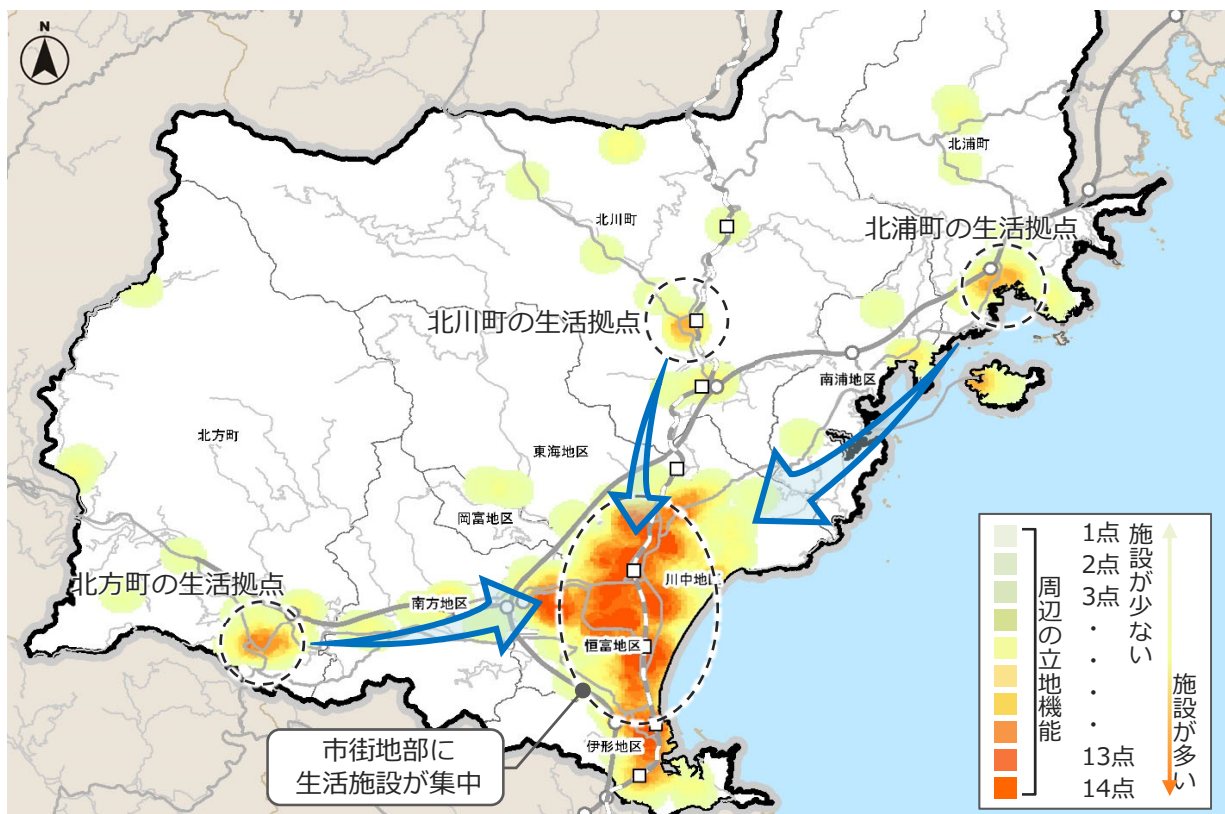 N
北浦町
北川町
北浦町の生活拠点
北川町の生活拠点
南浦地区
北方町
東海地区
岡富地区
北方町の生活拠点
南方地区
川中地区
恒富地区
伊形地区
市街地部に
生活施設が集中
周辺の立地機能
1点
2点
3点
・
・
・
・
13点
14点
施設が少ない
施設が多い